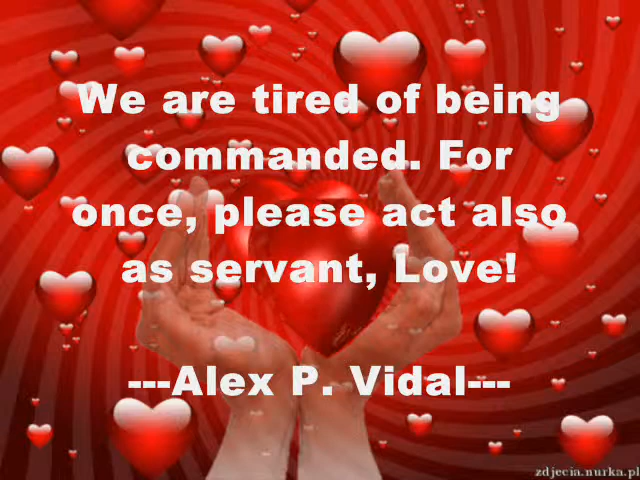 We are tired of being
commanded. For
once, please act also
as servant, Love!
---Alex P. Vidal---
zdjecia.nurka.pl